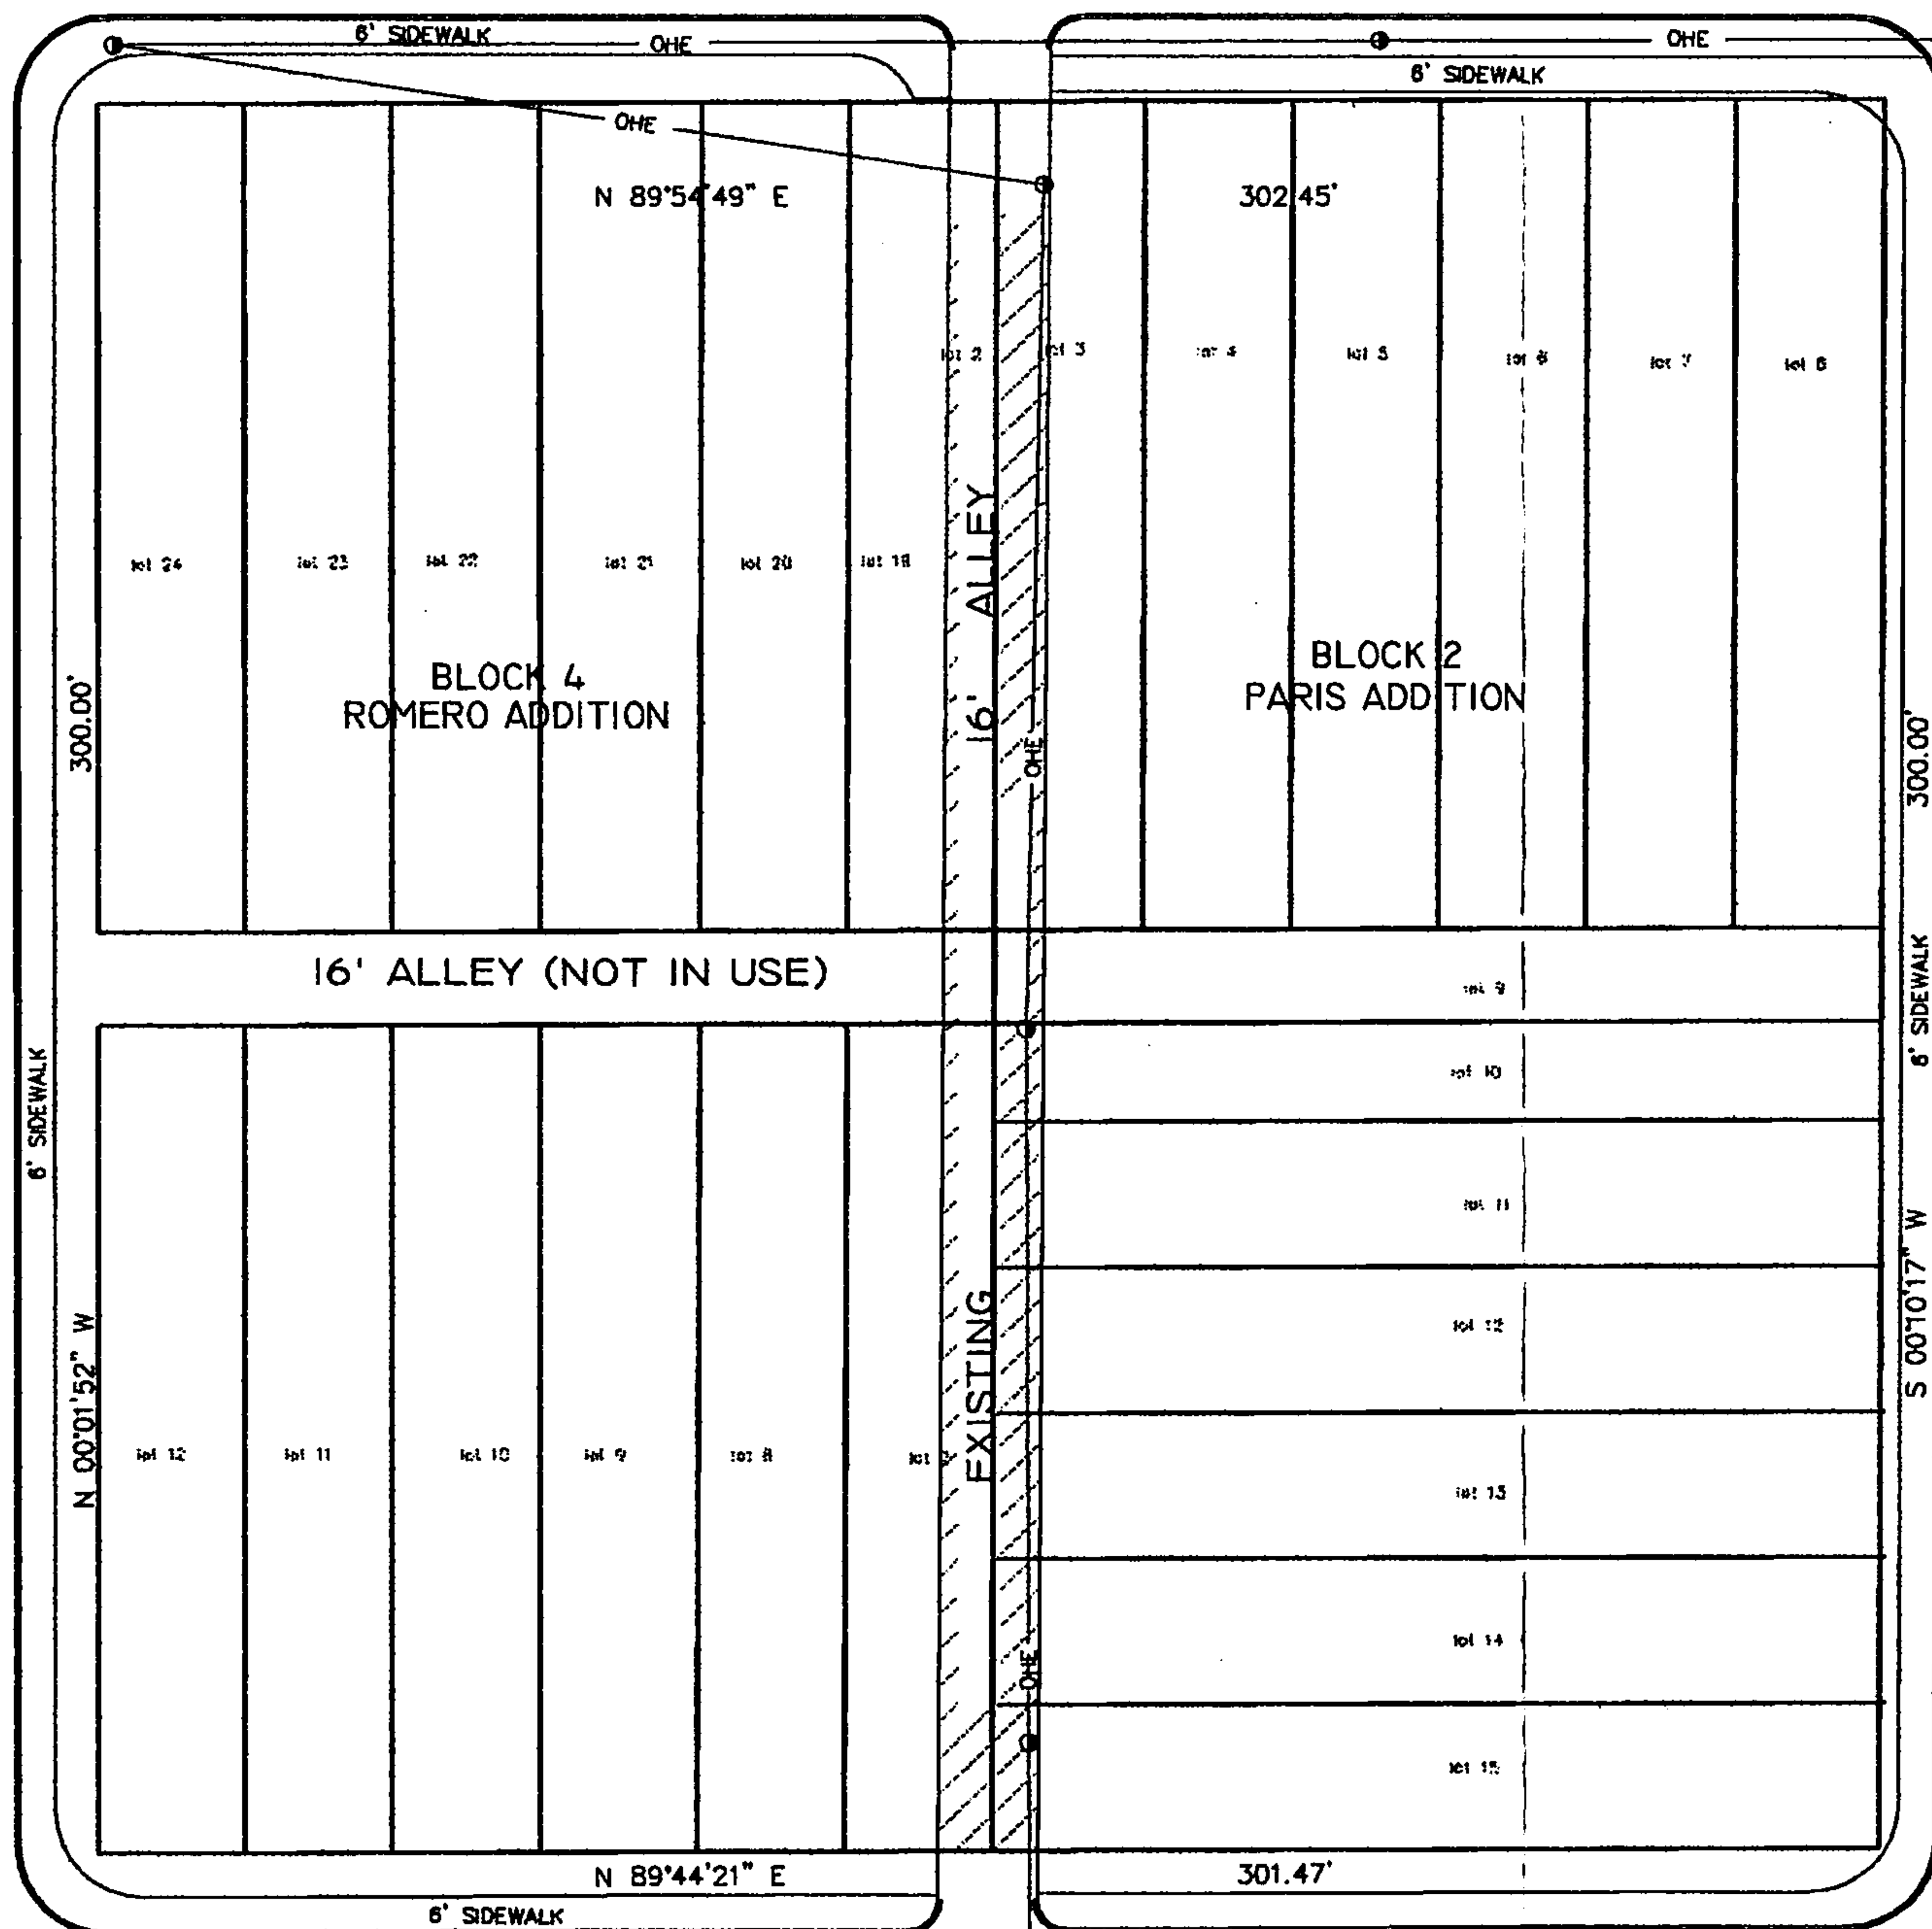 6' SIDEWALK
OHE
OHE
6' SIDEWALK
OHE
N 89°54'49" E
302.45'
lot 2
lot 3
lot 4
lot 5
lot 6
lot 7
16' ALLEY
lot 24
lot 23
lot 22
lot 21
lot 20
BLOCK 4
ROMERO ADDITION
BLOCK 2
PARIS ADDITION
300.00'
300.00'
OHE
16' ALLEY (NOT IN USE)
lot 9
6' SIDEWALK
lot 10
6' SIDEWALK
lot 11
S 00°10'17" W
EXISTING
lot 12
N 00°01'52" W
lot 12
lot 11
lot 10
lot 9
lot 8
lot
lot 13
lot 14
OHE
lot 15
N 89°44'21" E
301.47'
6' SIDEWALK